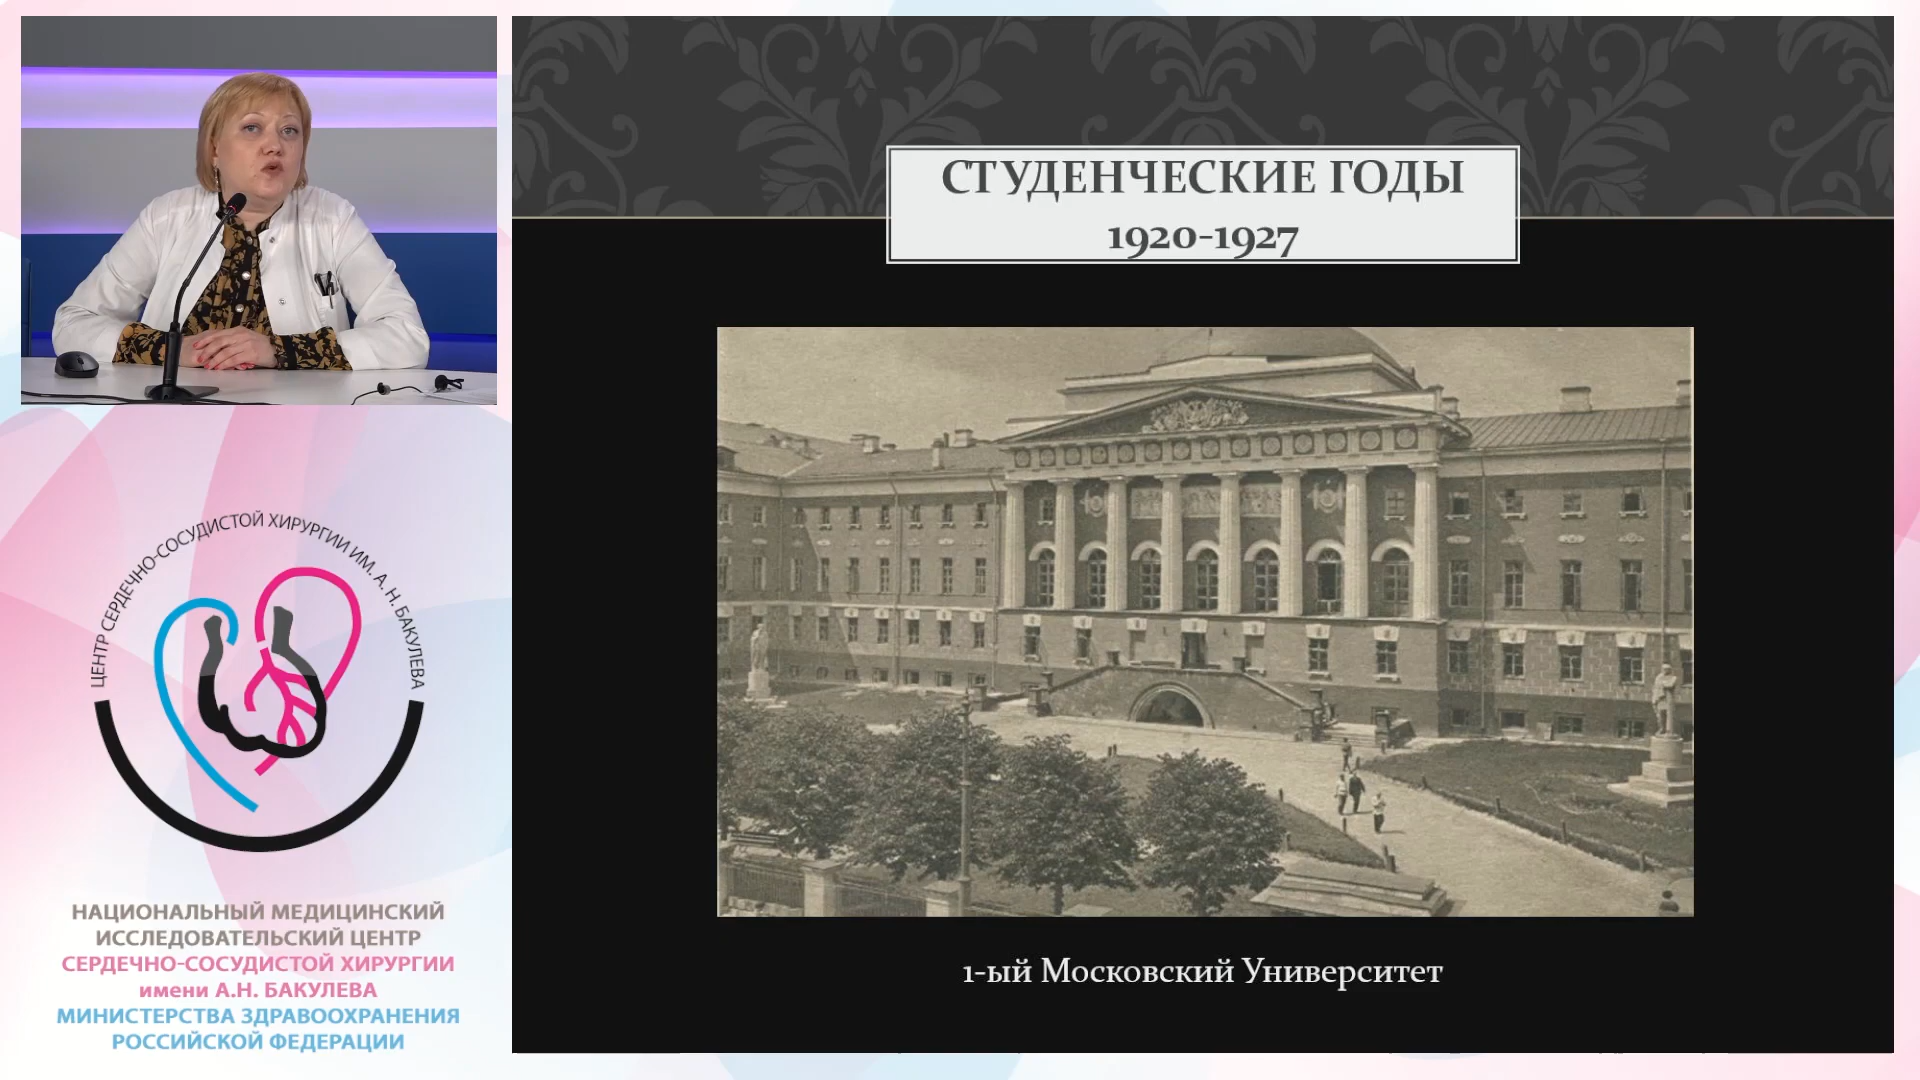 СТУДЕНЧЕСКИЕ ГОДЫ
1920-1927
1-ый Московский Университет
ЦЕНТР СЕРДЕЧНО-СОСУДИСТОЙ ХИРУРГИИ ИМ. А. Н. БАКУЛЕВА
НАЦИОНАЛЬНЫЙ МЕДИЦИНСКИЙ
ИССЛЕДОВАТЕЛЬСКИЙ ЦЕНТР
СЕРДЕЧНО-СОСУДИСТОЙ ХИРУРГИИ
имени А.Н. БАКУЛЕВА
МИНИСТЕРСТВА ЗДРАВООХРАНЕНИЯ
РОССИЙСКОЙ ФЕДЕРАЦИИ